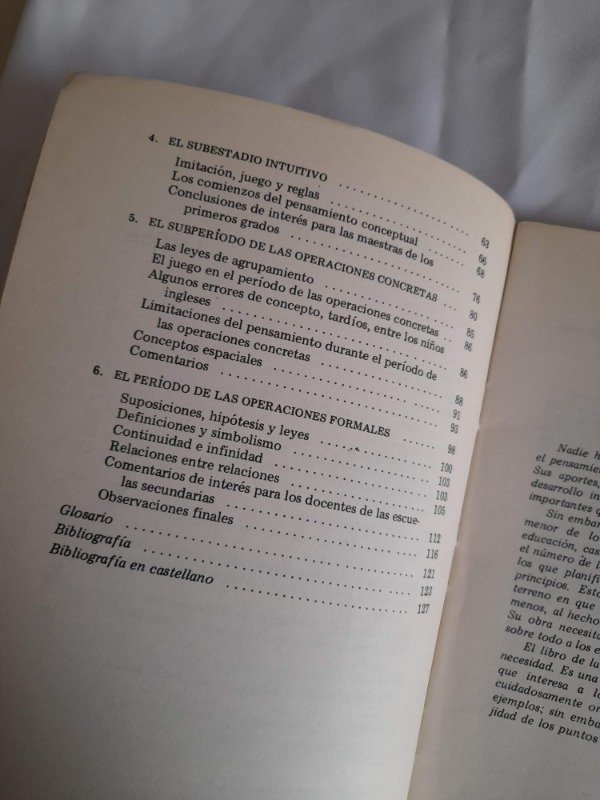 4. EL SUBESTADIO INTUITIVO . . . . . . . . . . 63
Imitación, juego y reglas . . . . . . . . . . 66
Los comienzos del pensamiento conceptual . . . . 68
Conclusiones de interés para las maestras de los
primeros grados . . . . . . . . . . 76
5. EL SUBPERÍODO DE LAS OPERACIONES CONCRETAS 80
Las leyes de agrupamiento . . . . . . . . . . 85
El juego en el período de las operaciones concretas 86
Algunos errores de concepto, tardíos, entre los niños
ingleses . . . . . . . . . . 86
Limitaciones del pensamiento durante el período de
las operaciones concretas . . . . . . . . . . 88
Conceptos espaciales . . . . . . . . . . 91
Comentarios . . . . . . . . . . 93
6. EL PERÍODO DE LAS OPERACIONES FORMALES . . . . 98
Suposiciones, hipótesis y leyes . . . . . . . . . . 100
Definiciones y simbolismo . . . . . . . . . . 103
Continuidad e infinidad . . . . . . . . . . 103
Relaciones entre relaciones . . . . . . . . . . 105
Comentarios de interés para los docentes de las escue-
las secundarias . . . . . . . . . . 112
Observaciones finales . . . . . . . . . . 116
Glosario . . . . . . . . . . 121
Bibliografía . . . . . . . . . . 123
Bibliografía en castellano . . . . . . . . . . 127
Nadie h
el pensamie
Sus aportes,
desarrollo in
importantes q
Sin embar
menor de lo
educación, cas
el número de l
los que planifi
principios. Esto
terreno en que
menos, al hecho
Su obra necesita
sobre todo a los e
El libro de la
necesidad. Es una
que interesa a lo
cuidadosamente or
ejemplos; sin emba
jidad de los puntos